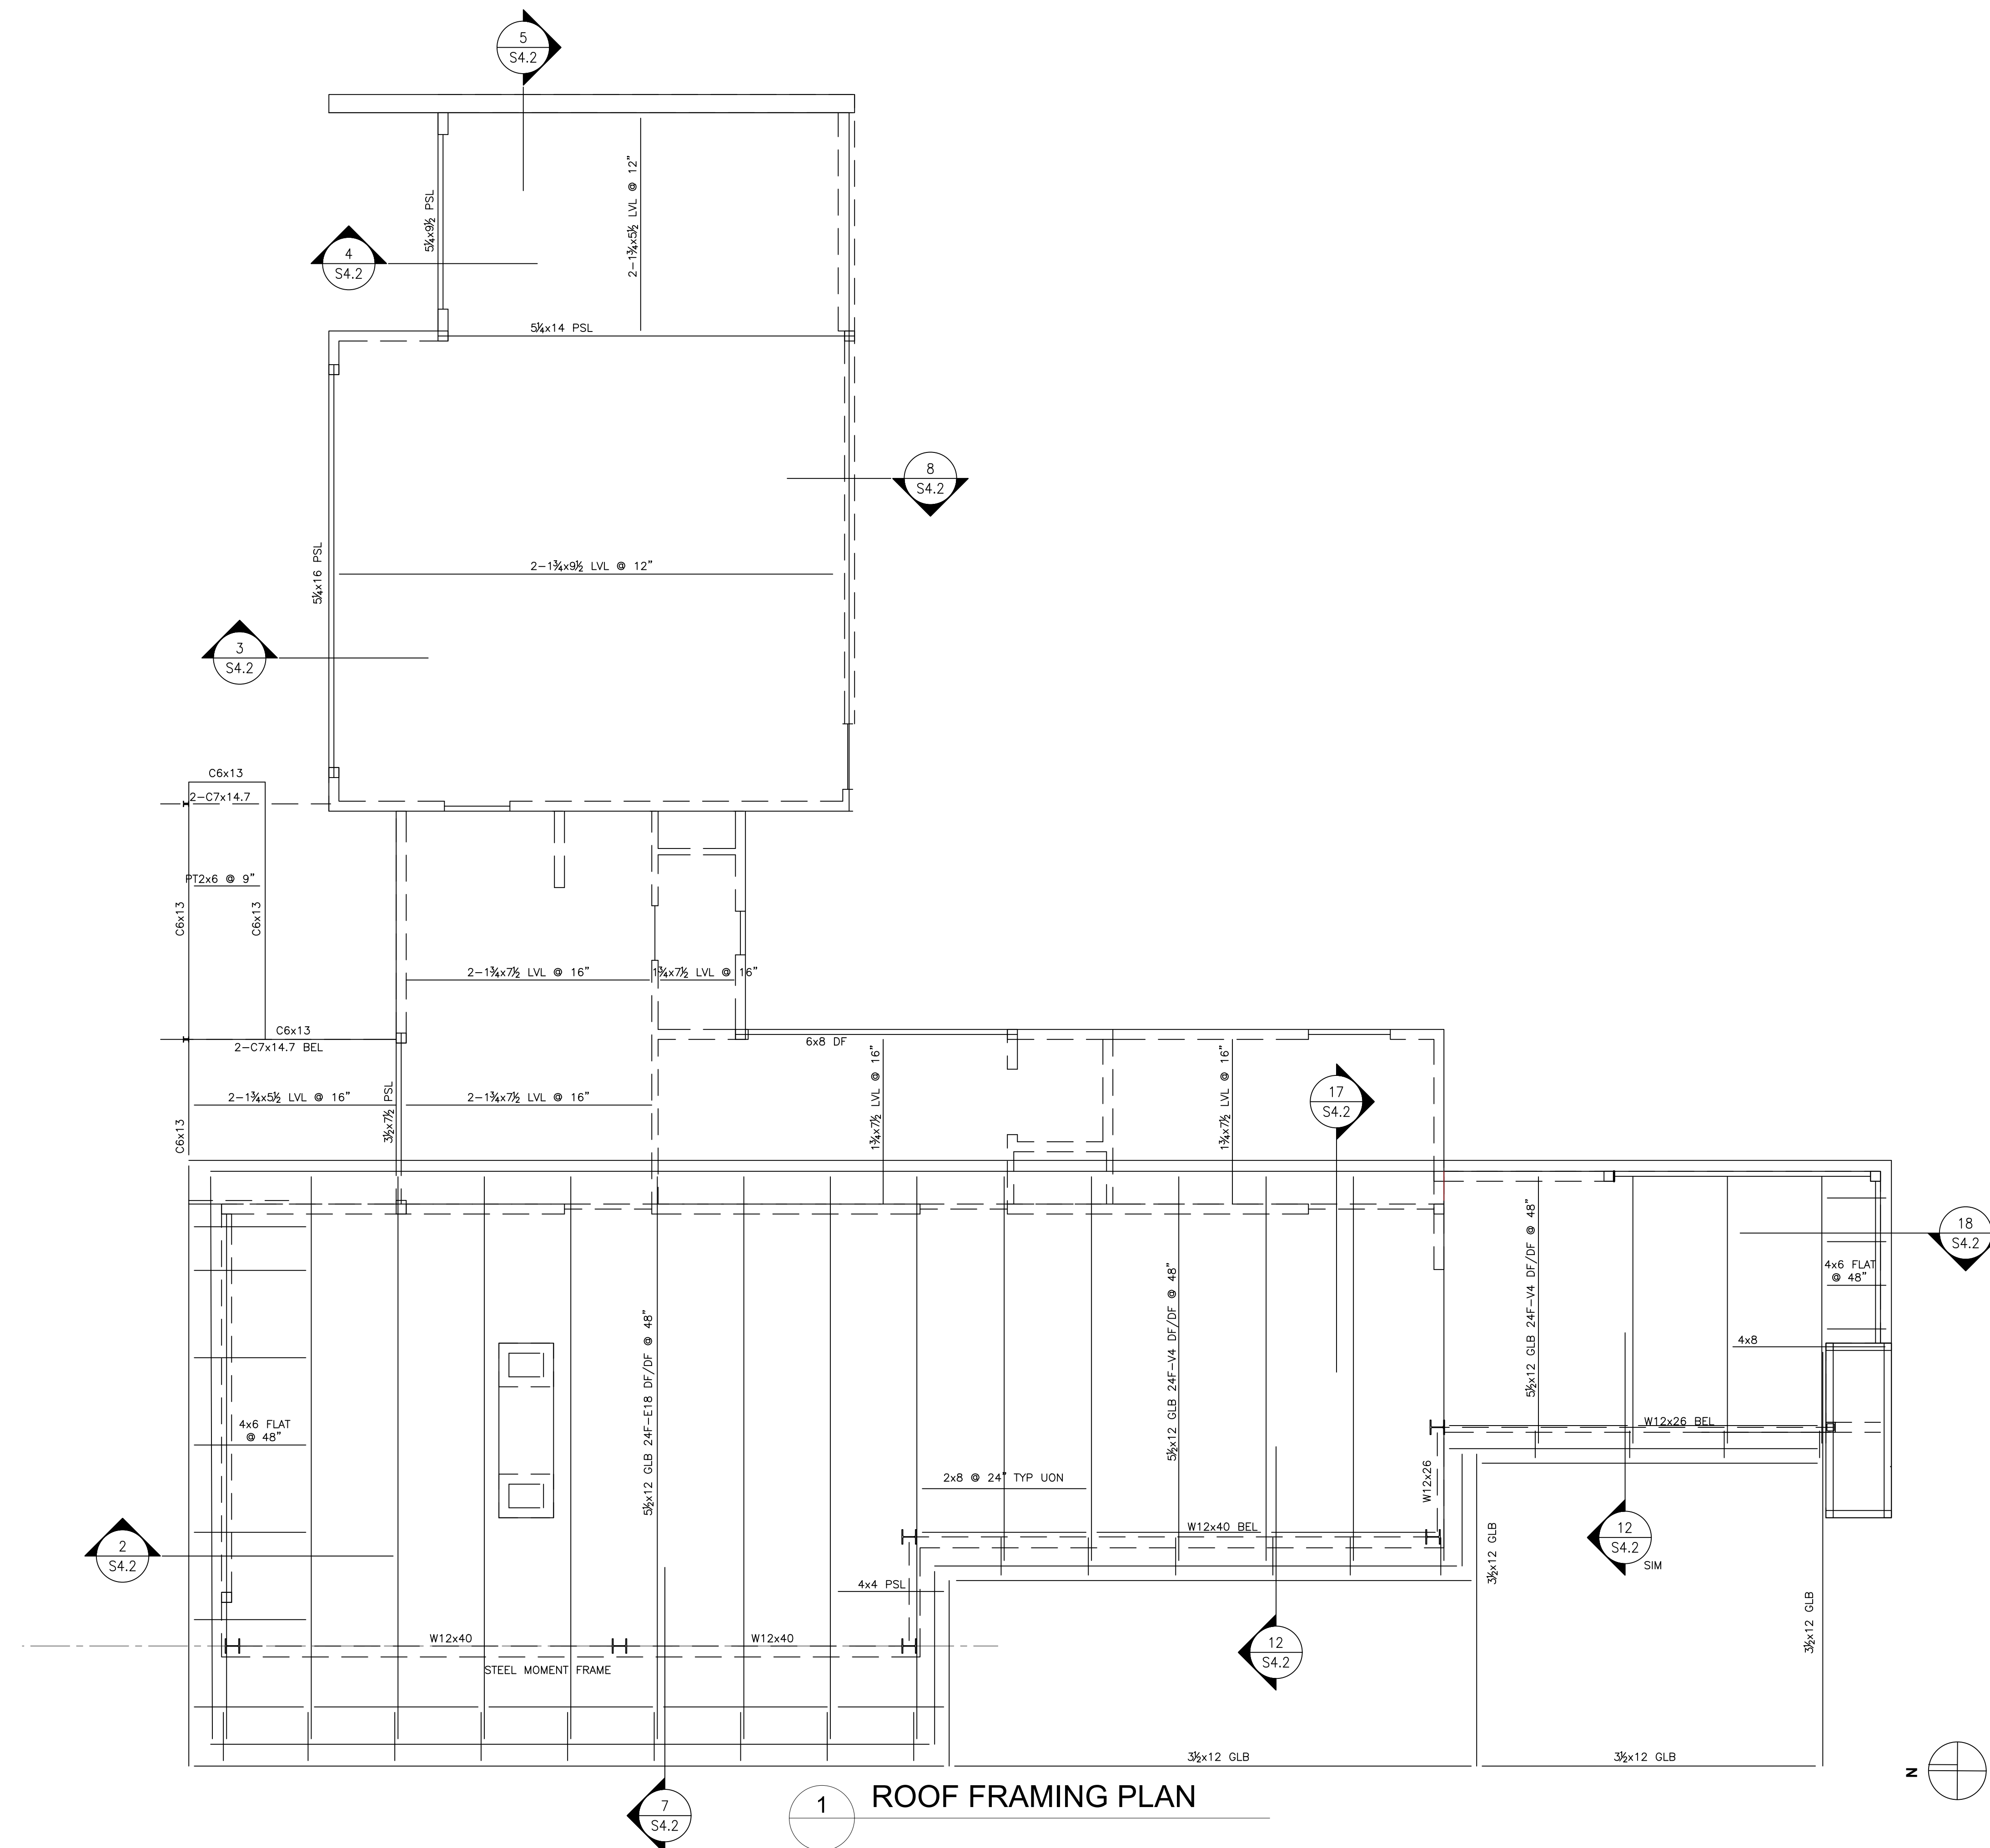 5
S4.2
5¼x9½ PSL
2-1¾x5½ LVL @ 12"
4
S4.2
5¼x14 PSL
8
S4.2
2-1¾x9½ LVL @ 12"
5¼x16 PSL
3
S4.2
C6x13
2-C7x14.7
PT2x6 @ 9"
C6x13
C6x13
2-1¾x7½ LVL @ 16"
1¾x7½ LVL @ 16"
C6x13
2-C7x14.7 BEL
6x8 DF
1¾x7½ LVL @ 16"
1¾x7½ LVL @ 16"
17
S4.2
2-1¾x5½ LVL @ 16"
3½x7½ PSL
2-1¾x7½ LVL @ 16"
C6x13
18
S4.2
5½x12 GLB 24F-V4 DF/DF @ 48"
4x6 FLAT
@ 48"
4x8
5½x12 GLB 24F-E18 DF/DF @ 48"
5½x12 GLB 24F-V4 DF/DF @ 48"
4x6 FLAT
@ 48"
W12x26 BEL
2x8 @ 24" TYP UON
W12x26
W12x40 BEL
2
S4.2
12
S4.2
SIM
3½x12 GLB
4x4 PSL
3½x12 GLB
W12x40
W12x40
STEEL MOMENT FRAME
12
S4.2
3½x12 GLB
3½x12 GLB
7
S4.2
1
ROOF FRAMING PLAN
N